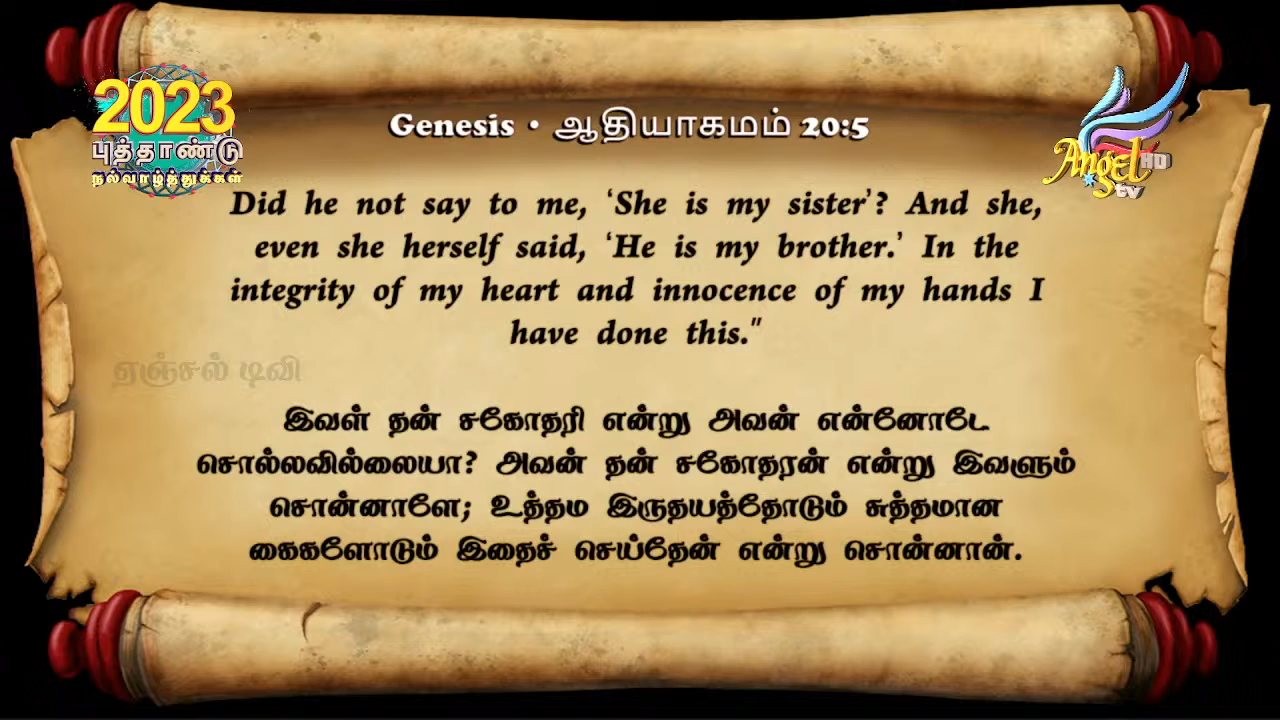 2023
புத்தாண்டு
நல்வாழ்த்துக்கள்
Genesis • ஆதியாகமம் 20:5
Angel HD
tv
Did he not say to me, ‘She is my sister’? And she,
even she herself said, ‘He is my brother.’ In the
integrity of my heart and innocence of my hands I
have done this."
ஏஞ்சல் டிவி
இவள் தன் சகோதரி என்று அவன் என்னோடே
சொல்லவில்லையா? அவன் தன் சகோதரன் என்று இவளும்
சொன்னாளே; உத்தம இருதயத்தோடும் சுத்தமான
கைகளோடும் இதைச் செய்தேன் என்று சொன்னான்.